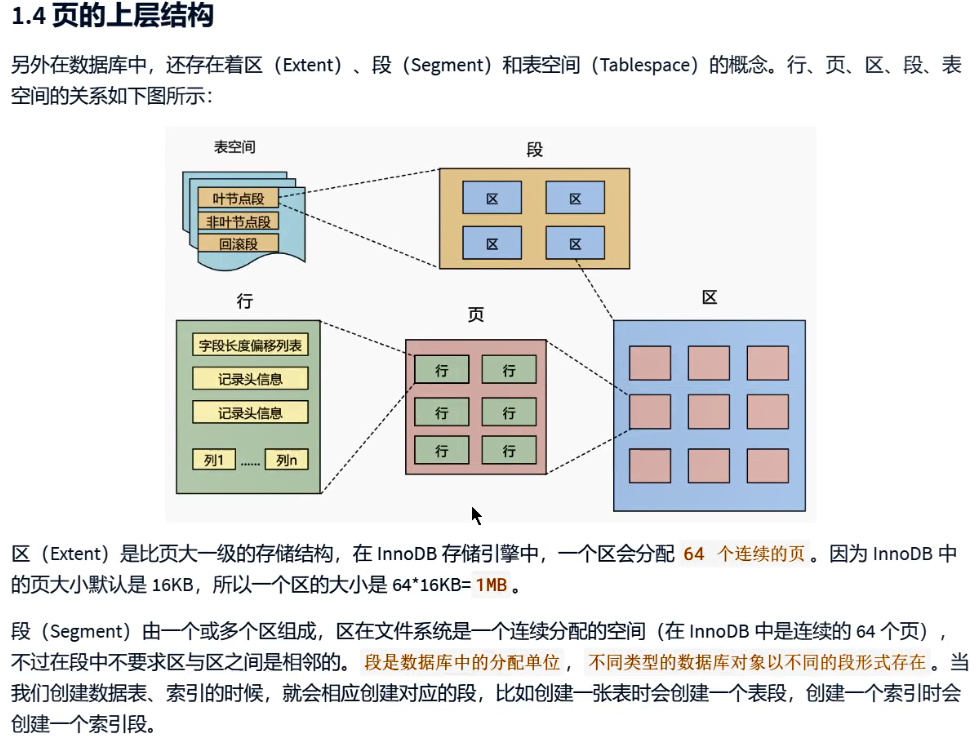 1.4 页的上层结构
另外在数据库中，还存在着区（Extent）、段（Segment）和表空间（Tablespace）的概念。行、页、区、段、表
空间的关系如下图所示：
表空间
段
叶节点段
非叶节点段
回滚段
区
区
区
区
行
页
区
字段长度偏移列表
记录头信息
记录头信息
列1
......
列n
行
行
行
行
行
行
区（Extent）是比页大一级的存储结构，在 InnoDB 存储引擎中，一个区会分配 64 个连续的页 。因为 InnoDB 中
的页大小默认是 16KB，所以一个区的大小是 64*16KB= 1MB 。
段（Segment）由一个或多个区组成，区在文件系统是一个连续分配的空间（在 InnoDB 中是连续的 64 个页），
不过在段中不要求区与区之间是相邻的。 段是数据库中的分配单位 ， 不同类型的数据库对象以不同的段形式存在 。当
我们创建数据表、索引的时候，就会相应创建对应的段，比如创建一张表时会创建一个表段，创建一个索引时会
创建一个索引段。